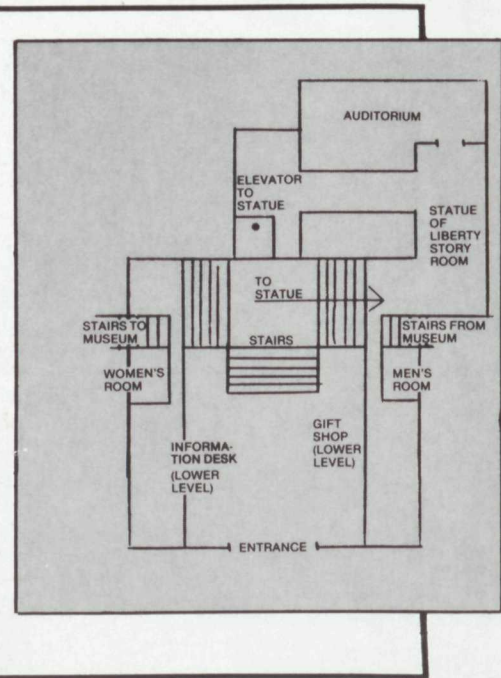 AUDITORIUM
ELEVATOR
TO
STATUE
STATUE
OF
LIBERTY
STORY
ROOM
TO
STATUE
STAIRS TO
MUSEUM
STAIRS
STAIRS FROM
MUSEUM
WOMEN'S
ROOM
MEN'S
ROOM
INFORMA-
TION DESK
(LOWER
LEVEL)
GIFT
SHOP
(LOWER
LEVEL)
ENTRANCE